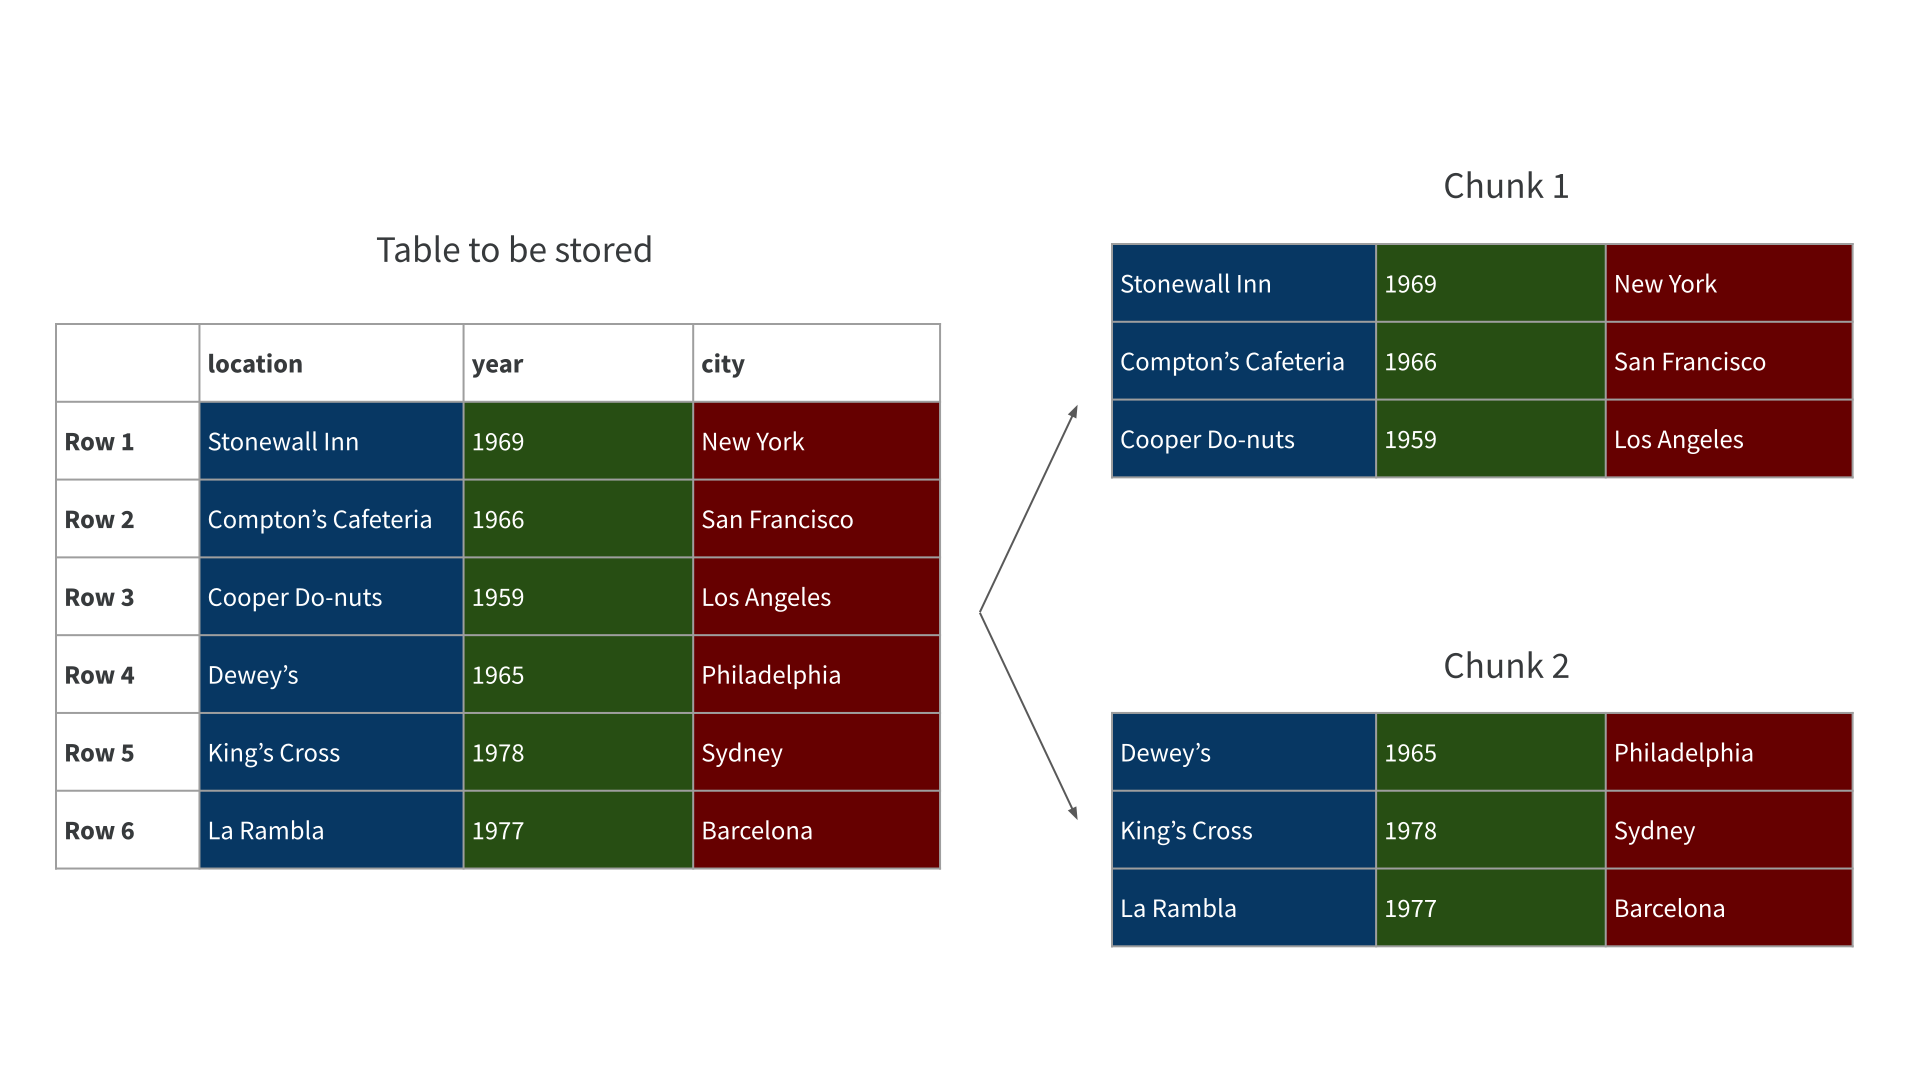 Table to be stored
location year city
Row 1 Stonewall Inn 1969 New York
Row 2 Compton’s Cafeteria 1966 San Francisco
Row 3 Cooper Do-nuts 1959 Los Angeles
Row 4 Dewey’s 1965 Philadelphia
Row 5 King’s Cross 1978 Sydney
Row 6 La Rambla 1977 Barcelona
Chunk 1
Stonewall Inn 1969 New York
Compton’s Cafeteria 1966 San Francisco
Cooper Do-nuts 1959 Los Angeles
Chunk 2
Dewey’s 1965 Philadelphia
King’s Cross 1978 Sydney
La Rambla 1977 Barcelona